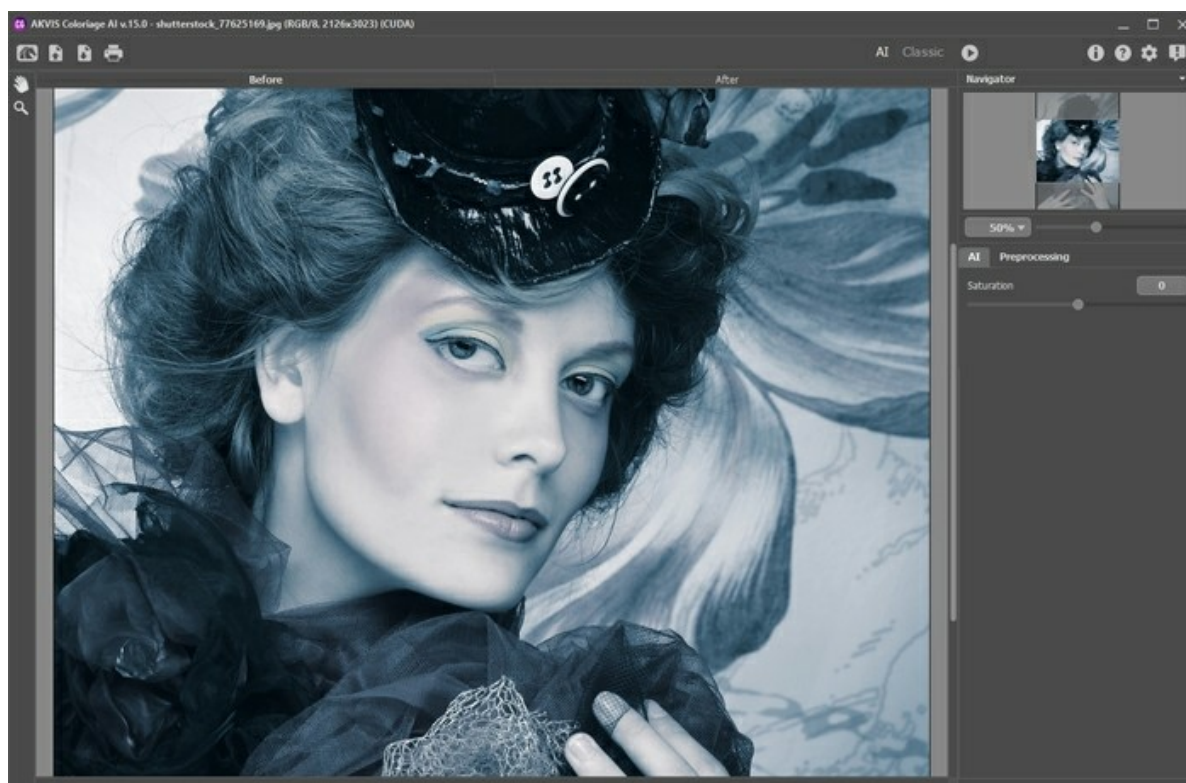 AKVIS Coloriage AI v.15.0 - shutterstock_77625169.jpg (RGB/8, 2126x3023) (CUDA)
AI Classic
Before After
Navigator
50%
AI Preprocessing
Saturation 0